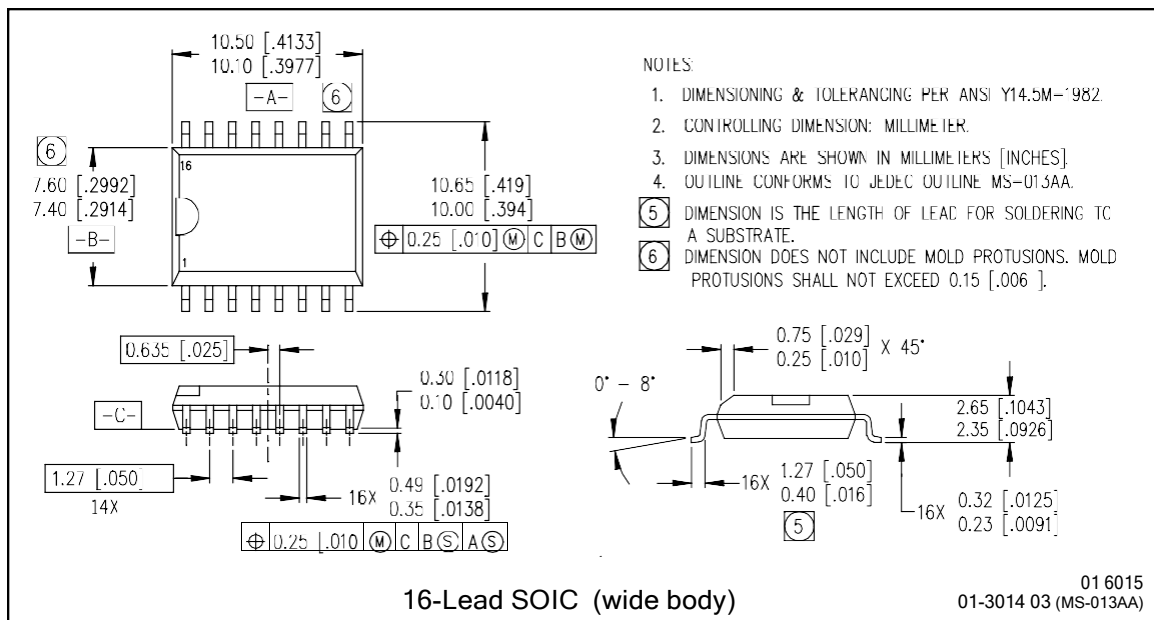 10.50 [.4133]
10.10 [.3977]
-A- 6
6
7.60 [.2992]
7.40 [.2914]
-B-
16
1
10.65 [.419]
10.00 [.394]
⌖ 0.25 [.010] Ⓜ C B Ⓜ
NOTES:
1. DIMENSIONING & TOLERANCING PER ANSI Y14.5M-1982.
2. CONTROLLING DIMENSION: MILLIMETER.
3. DIMENSIONS ARE SHOWN IN MILLIMETERS [INCHES].
4. OUTLINE CONFORMS TO JEDEC OUTLINE MS-013AA.
5 DIMENSION IS THE LENGTH OF LEAD FOR SOLDERING TO
A SUBSTRATE.
6 DIMENSION DOES NOT INCLUDE MOLD PROTUSIONS. MOLD
PROTUSIONS SHALL NOT EXCEED 0.15 [.006 ].
0.635 [.025]
-C-
0.30 [.0118]
0.10 [.0040]
1.27 [.050]
14X
16X 0.49 [.0192]
0.35 [.0138]
⌖ 0.25 [.010 Ⓜ C B Ⓢ A Ⓢ
0.75 [.029]
0.25 [.010]
X 45°
0° - 8°
2.65 [.1043]
2.35 [.0926]
16X 1.27 [.050]
0.40 [.016]
5
16X 0.32 [.0125]
0.23 [.0091]
16-Lead SOIC (wide body)
01 6015
01-3014 03 (MS-013AA)